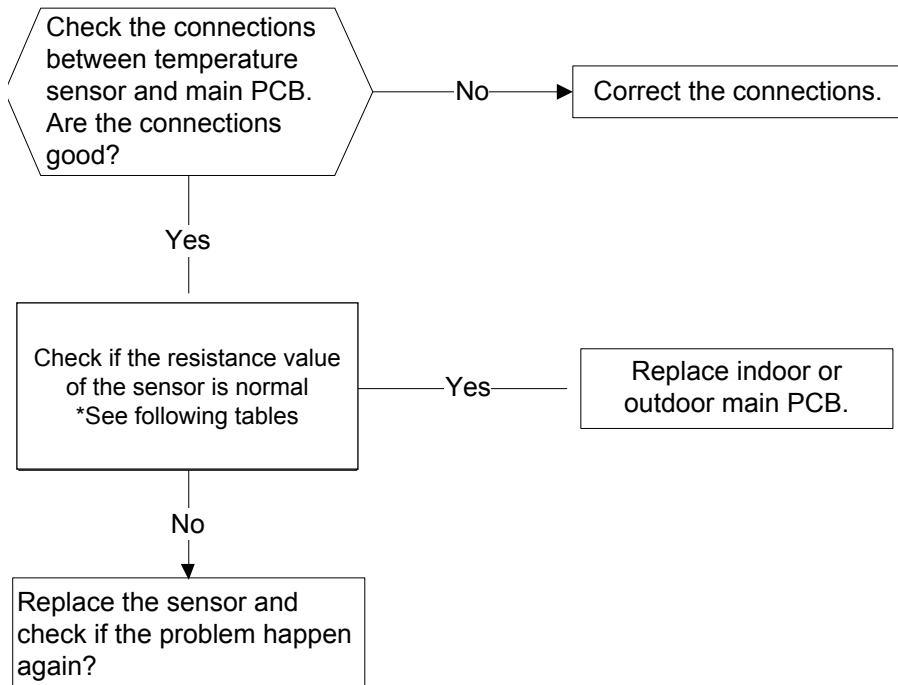 Check the connections
between temperature
sensor and main PCB.
Are the connections
good?
No
Correct the connections.
Yes
Check if the resistance value
of the sensor is normal
*See following tables
Yes
Replace indoor or
outdoor main PCB.
No
Replace the sensor and
check if the problem happen
again?